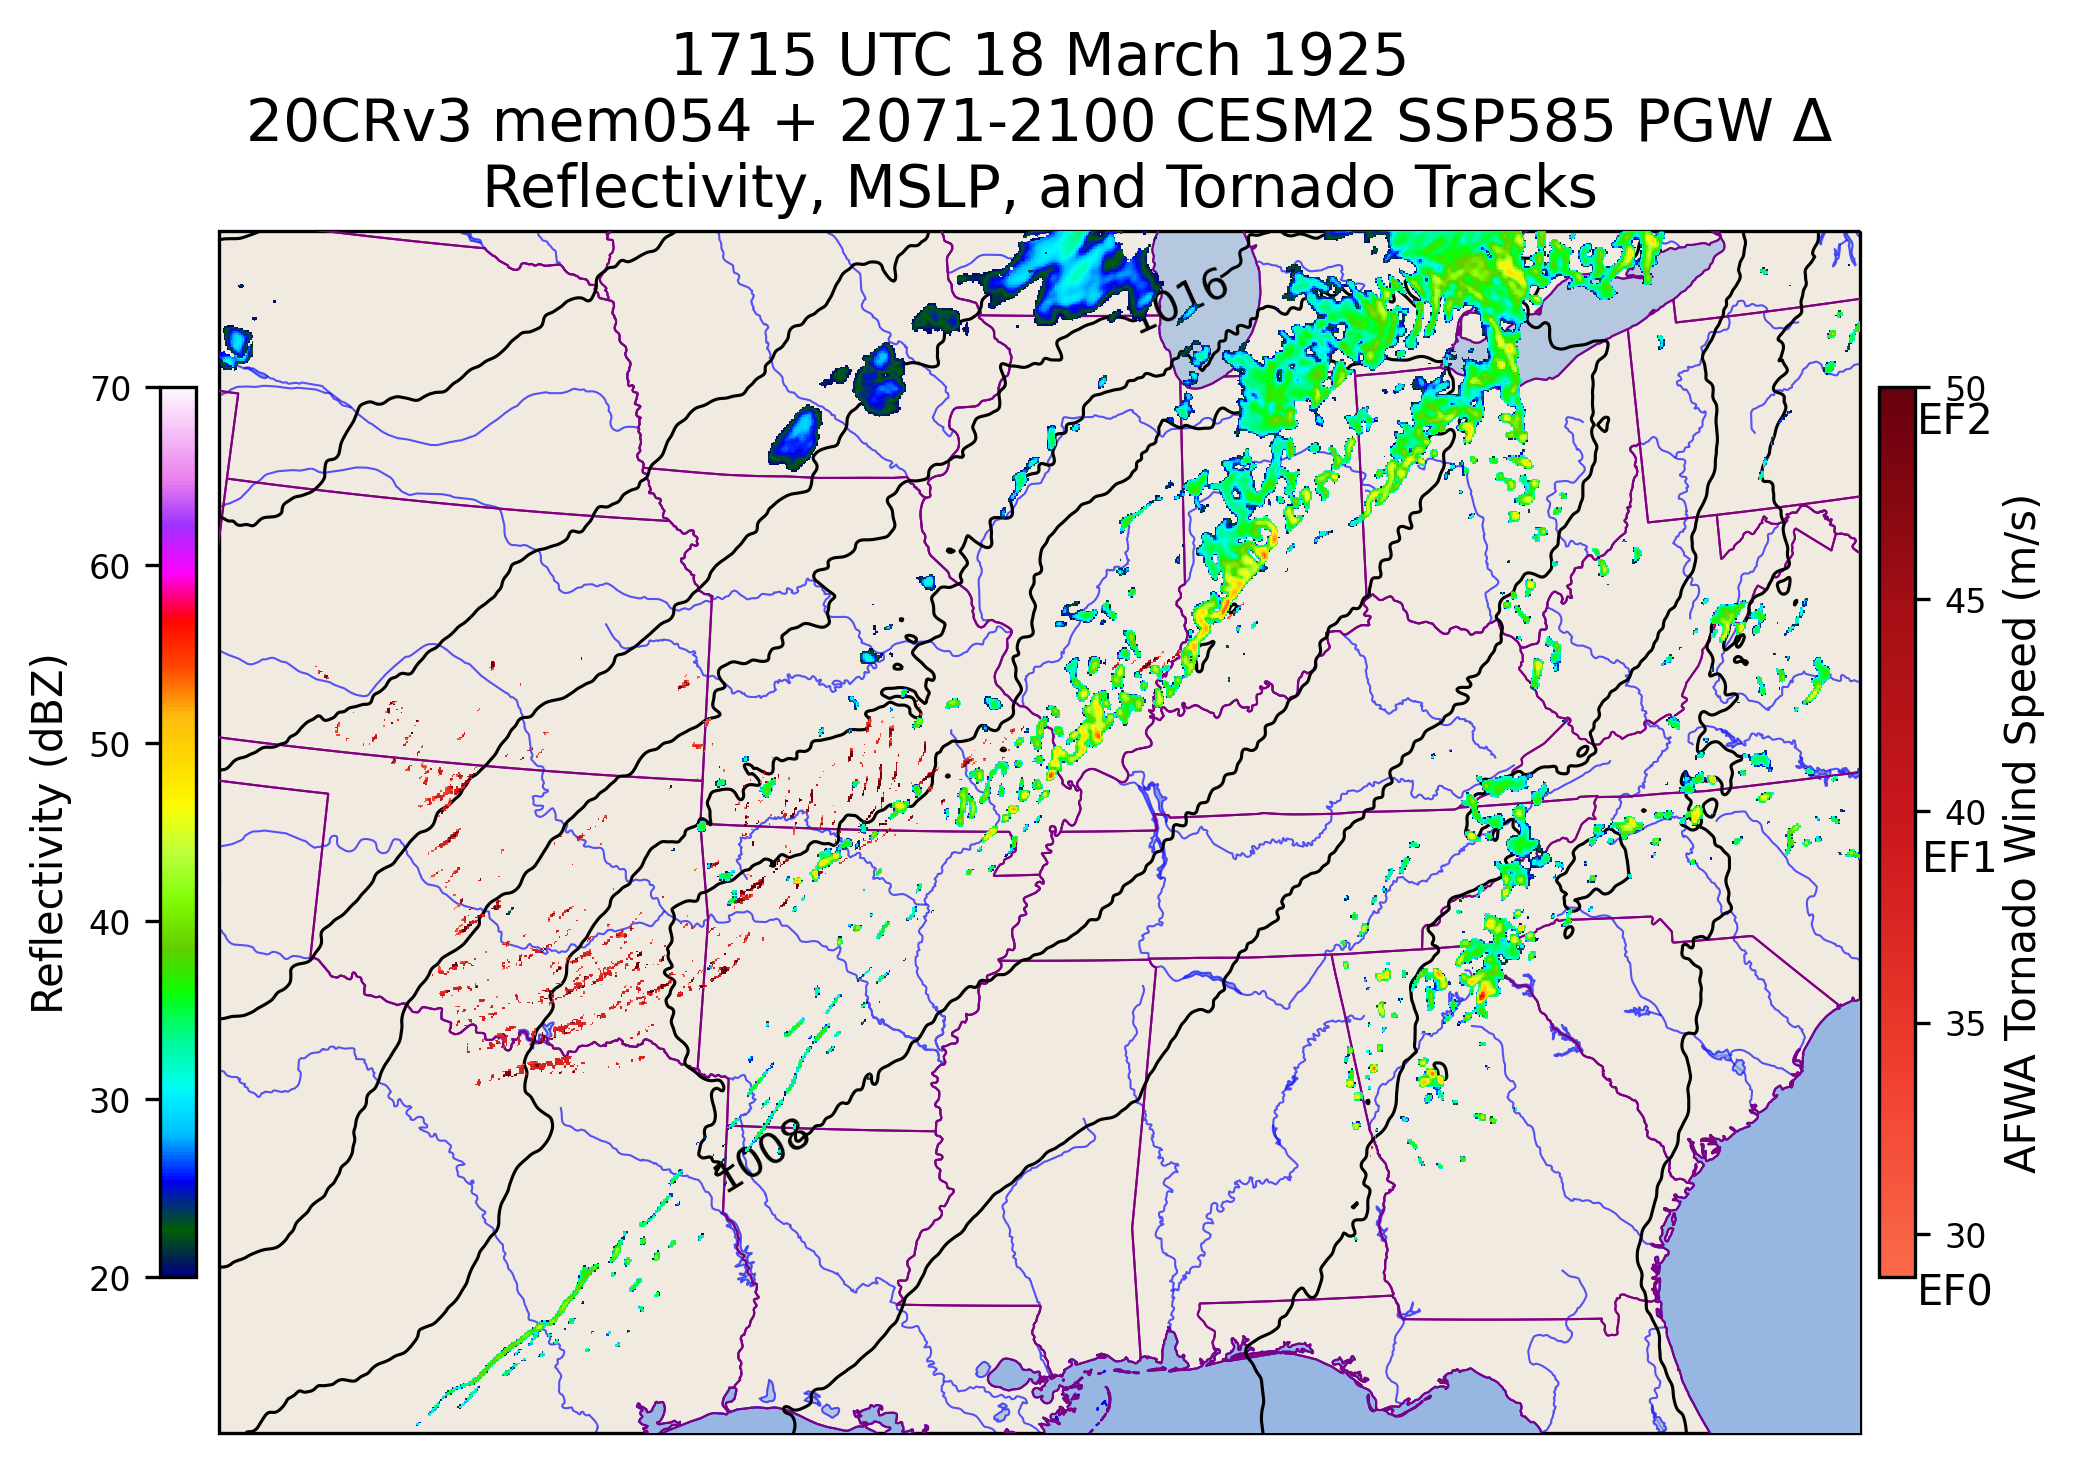 1715 UTC 18 March 1925
20CRv3 mem054 + 2071-2100 CESM2 SSP585 PGW Δ
Reflectivity, MSLP, and Tornado Tracks
1016
1008
70
60
50
40
30
20
Reflectivity (dBZ)
50
EF2
45
40
EF1
35
30
EF0
AFWA Tornado Wind Speed (m/s)